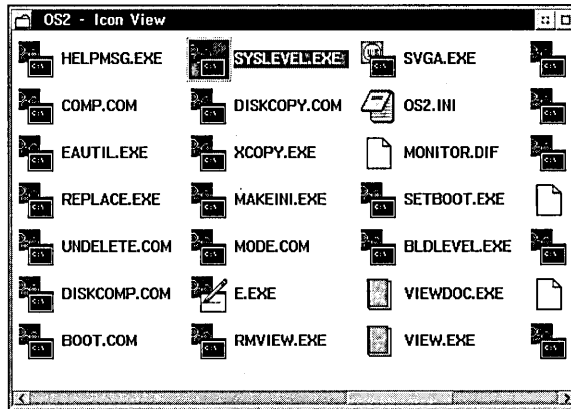 OS2 - Icon View
HELPMSG.EXE SYSLEVEL.EXE SVGA.EXE
COMP.COM DISKCOPY.COM OS2.INI
EAUTIL.EXE XCOPY.EXE MONITOR.DIF
REPLACE.EXE MAKEINI.EXE SETBOOT.EXE
UNDELETE.COM MODE.COM BLDLEVEL.EXE
DISKCOMP.COM E.EXE VIEWDOC.EXE
BOOT.COM RMVIEW.EXE VIEW.EXE